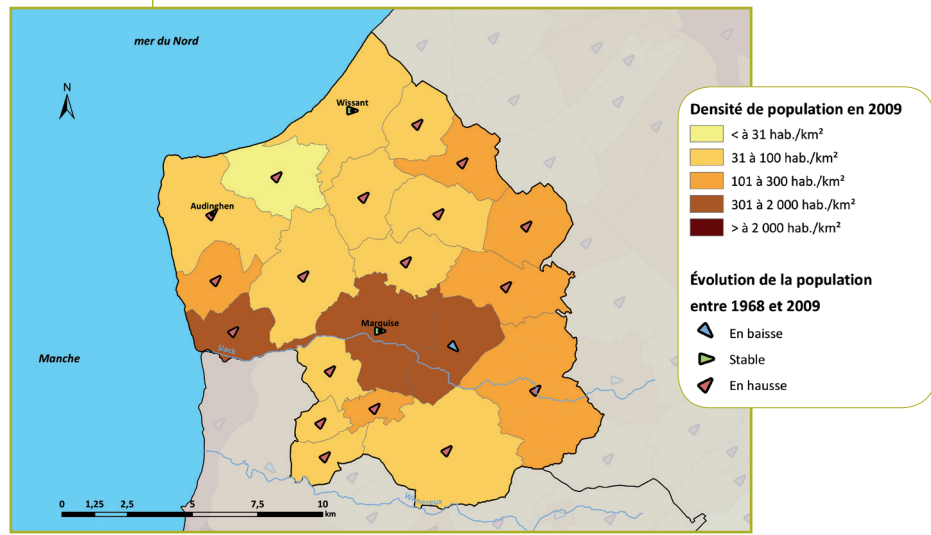 mer du Nord
N
Wissant
Audinghen
Marquise
Slack
Manche
Wimereux
0 1,25 2,5 5 7,5 10
km
Densité de population en 2009
< à 31 hab./km²
31 à 100 hab./km²
101 à 300 hab./km²
301 à 2 000 hab./km²
> à 2 000 hab./km²
Évolution de la population
entre 1968 et 2009
En baisse
Stable
En hausse